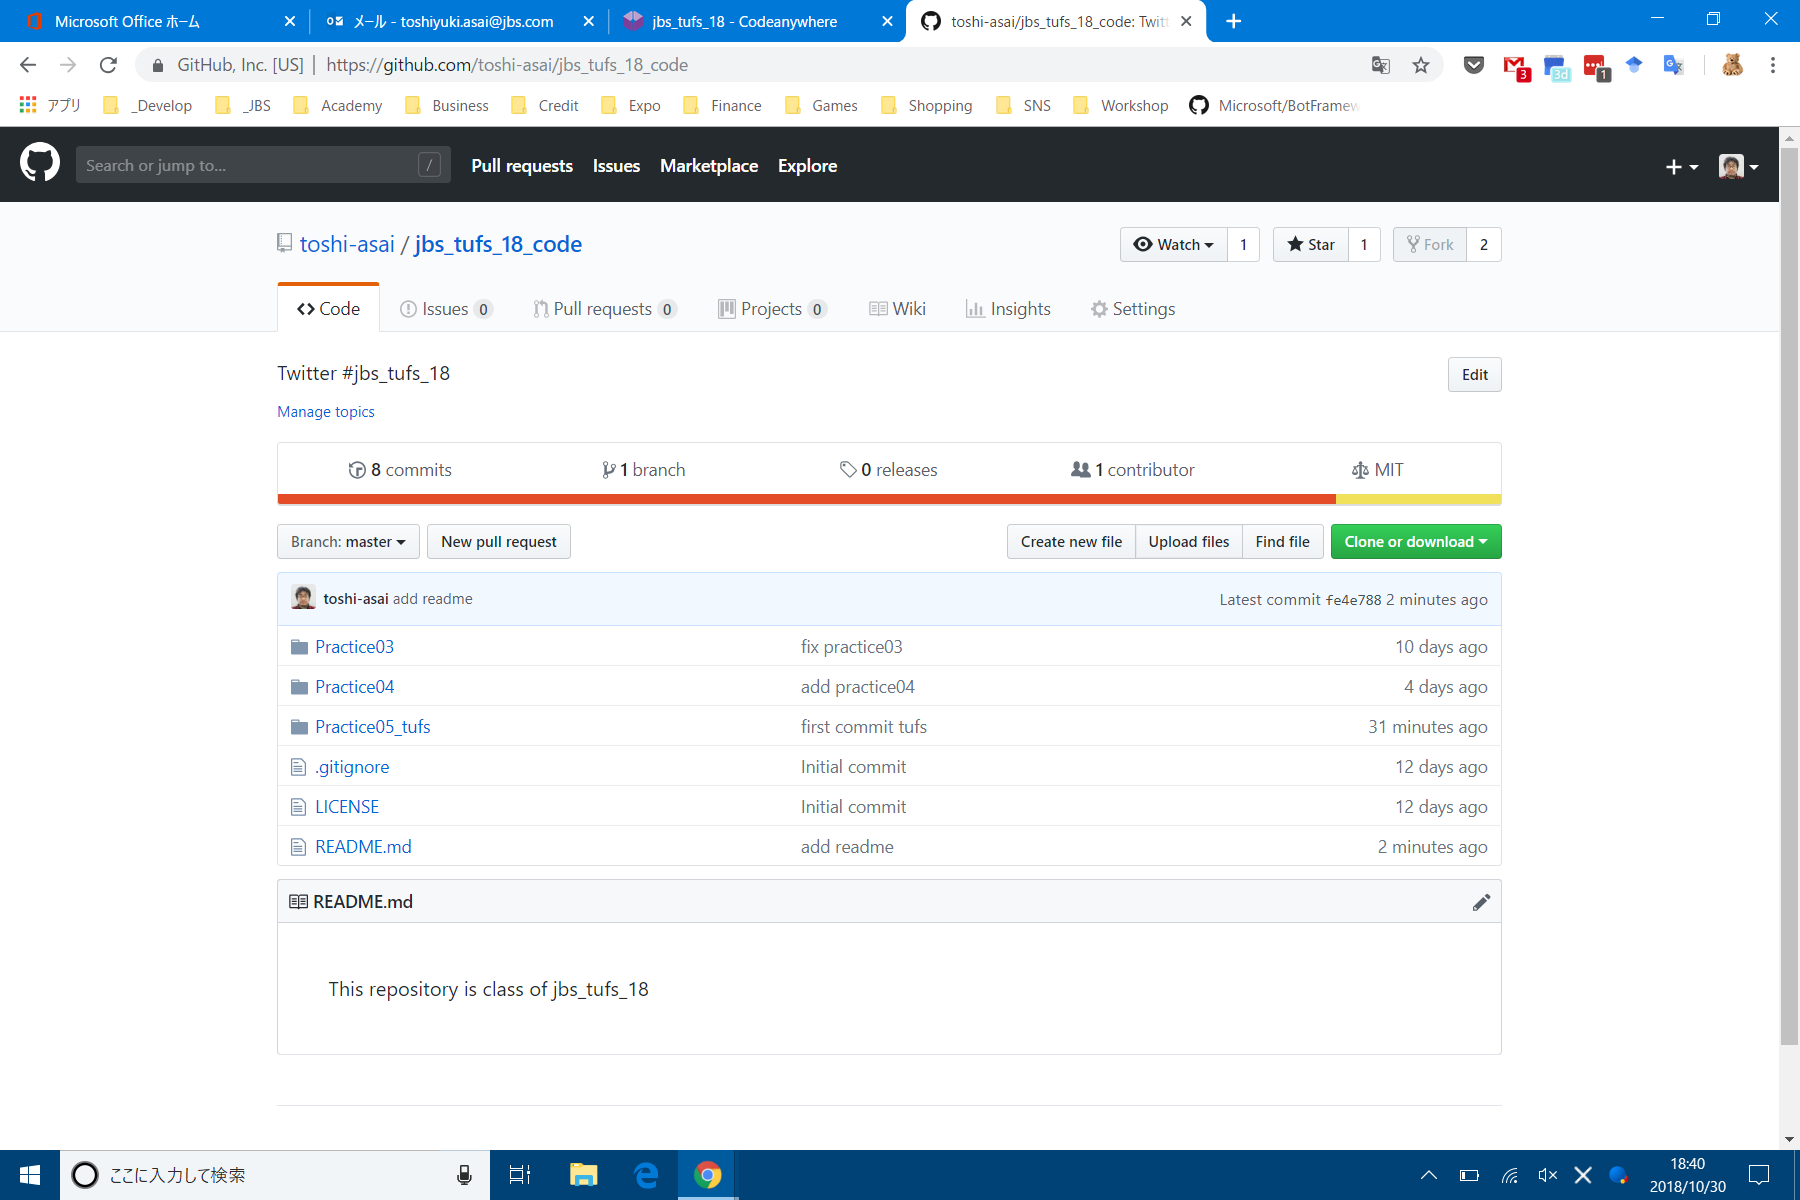 Microsoft Office ホーム
メール - toshiyuki.asai@jbs.com
jbs_tufs_18 - Codeanywhere
toshi-asai/jbs_tufs_18_code: Twitt
GitHub, Inc. [US] | https://github.com/toshi-asai/jbs_tufs_18_code
3 3d 1
アプリ _Develop _JBS Academy Business Credit Expo Finance Games Shopping SNS Workshop Microsoft/BotFramew
Search or jump to... / Pull requests Issues Marketplace Explore
toshi-asai / jbs_tufs_18_code
Watch 1 Star 1 Fork 2
Code Issues 0 Pull requests 0 Projects 0 Wiki Insights Settings
Twitter #jbs_tufs_18
Edit
Manage topics
8 commits 1 branch 0 releases 1 contributor MIT
Branch: master New pull request Create new file Upload files Find file Clone or download
toshi-asai add readme Latest commit fe4e788 2 minutes ago
Practice03 fix practice03 10 days ago
Practice04 add practice04 4 days ago
Practice05_tufs first commit tufs 31 minutes ago
.gitignore Initial commit 12 days ago
LICENSE Initial commit 12 days ago
README.md add readme 2 minutes ago
README.md
This repository is class of jbs_tufs_18
ここに入力して検索
18:40
2018/10/30